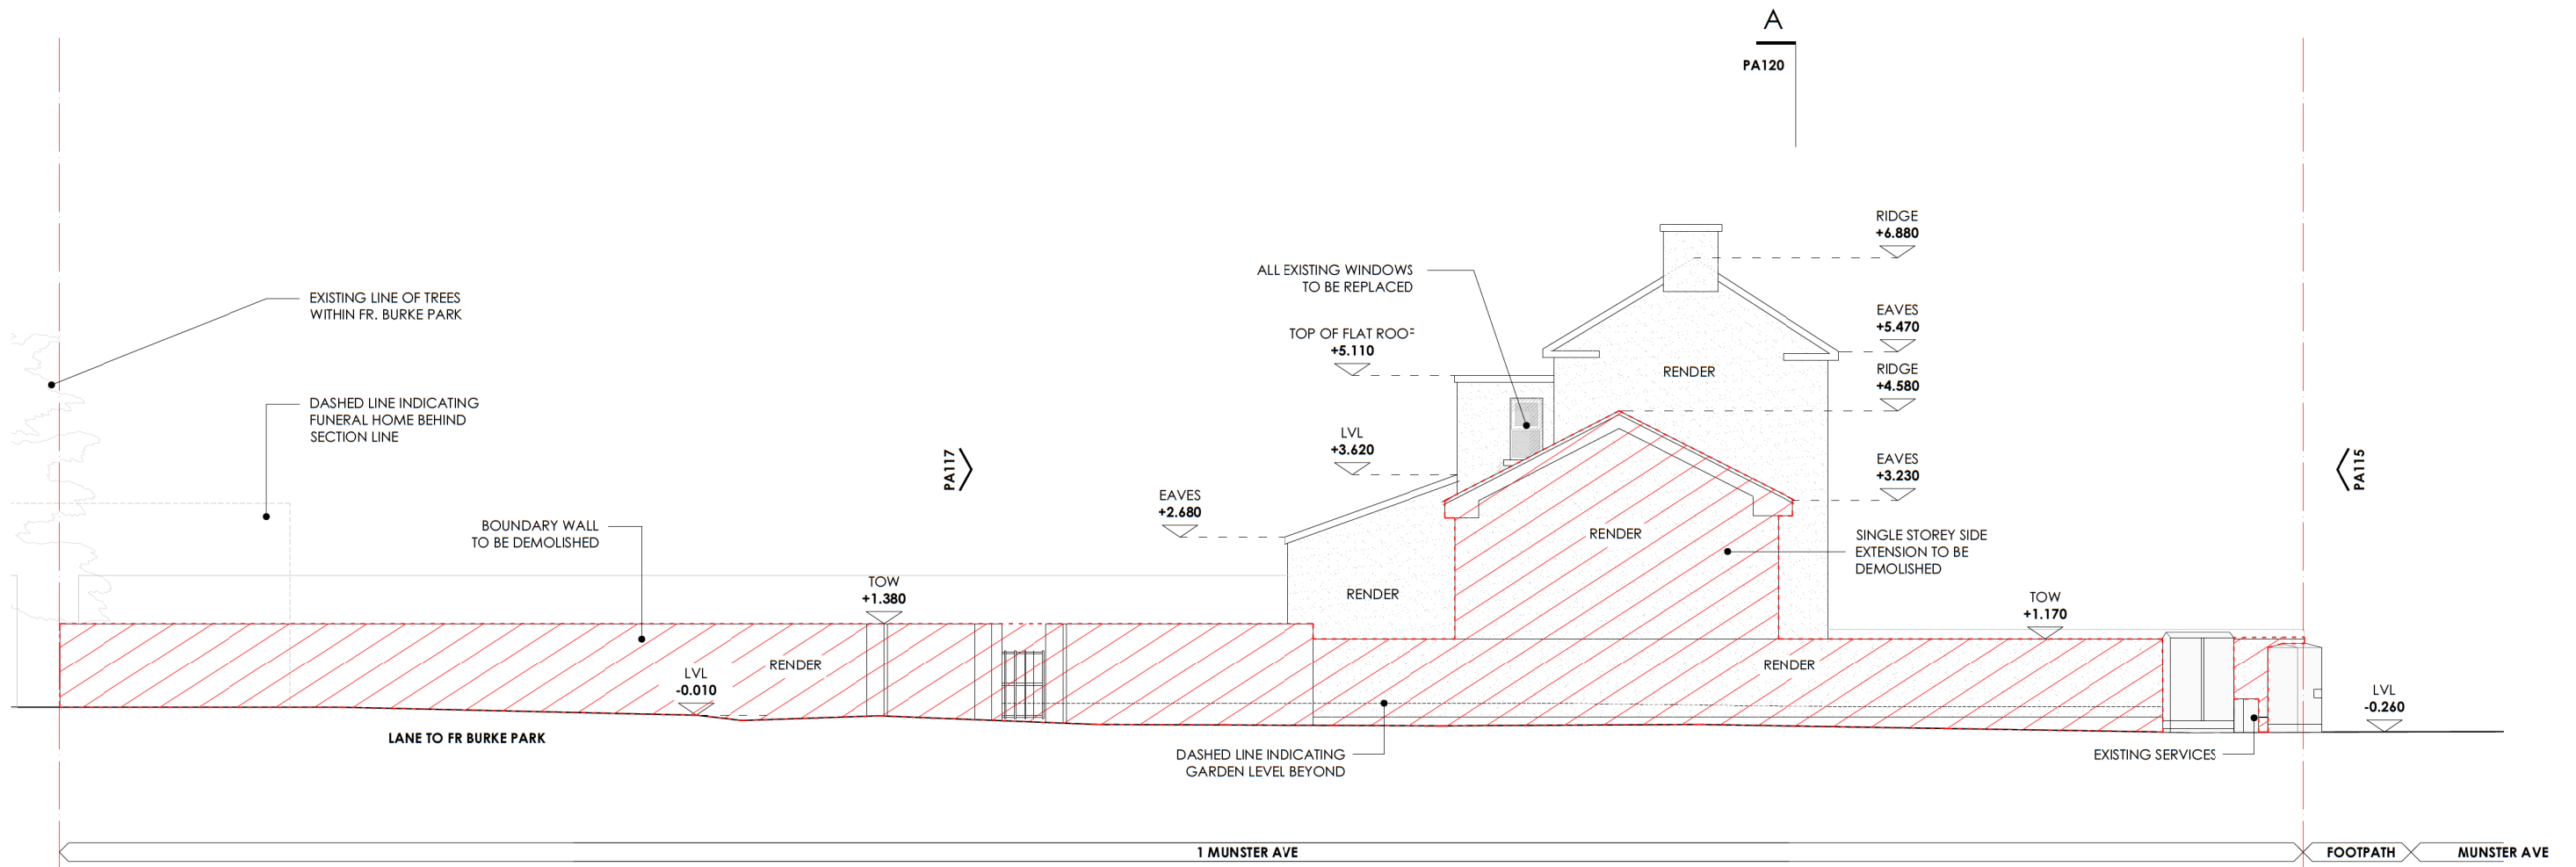 A
PA120
RIDGE
+6.880
ALL EXISTING WINDOWS
TO BE REPLACED
EXISTING LINE OF TREES
WITHIN FR. BURKE PARK
EAVES
+5.470
TOP OF FLAT ROOF
+5.110
RIDGE
+4.580
RENDER
DASHED LINE INDICATING
FUNERAL HOME BEHIND
SECTION LINE
LVL
+3.620
PA117
EAVES
+3.230
PA115
EAVES
+2.680
BOUNDARY WALL
TO BE DEMOLISHED
RENDER
SINGLE STOREY SIDE
EXTENSION TO BE
DEMOLISHED
TOW
+1.380
RENDER
TOW
+1.170
LVL
-0.010
RENDER
RENDER
LVL
-0.260
LANE TO FR BURKE PARK
DASHED LINE INDICATING
GARDEN LEVEL BEYOND
EXISTING SERVICES
1 MUNSTER AVE
FOOTPATH
MUNSTER AVE